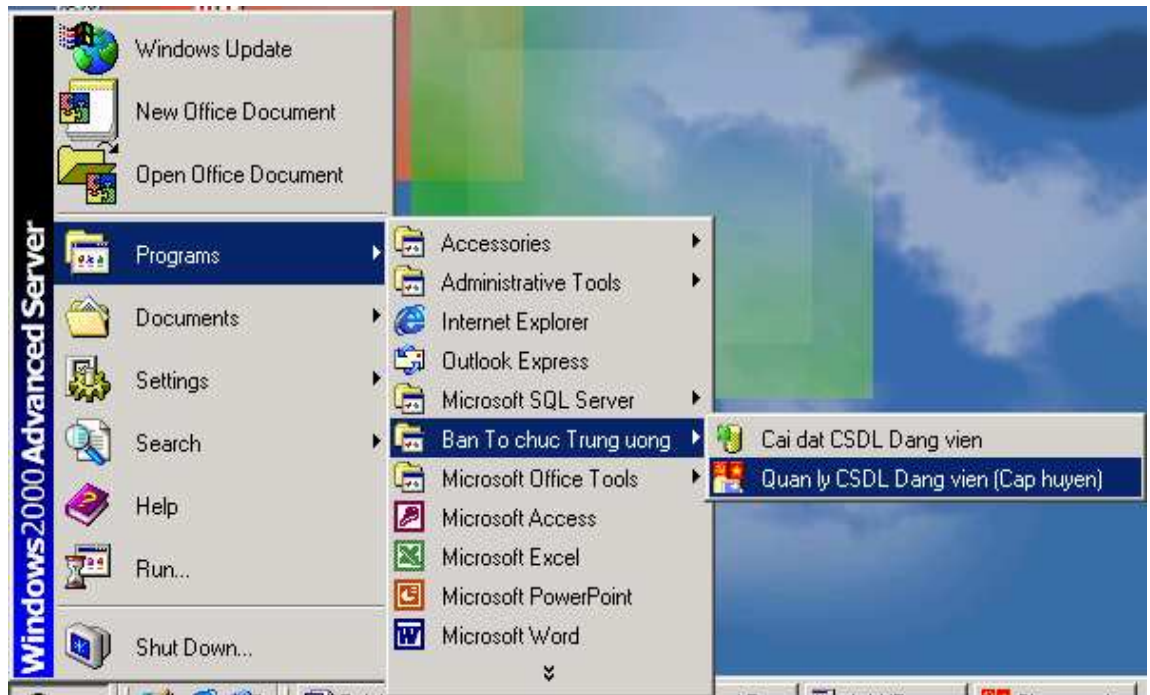 Windows Update
New Office Document
Open Office Document
Programs
Documents
Settings
Search
Help
Run...
Shut Down...
Windows2000Advanced Server
Accessories
Administrative Tools
Internet Explorer
Outlook Express
Microsoft SQL Server
Ban To chuc Trung uong
Microsoft Office Tools
Microsoft Access
Microsoft Excel
Microsoft PowerPoint
Microsoft Word
Cai dat CSDL Dang vien
Quan ly CSDL Dang vien (Cap huyen)